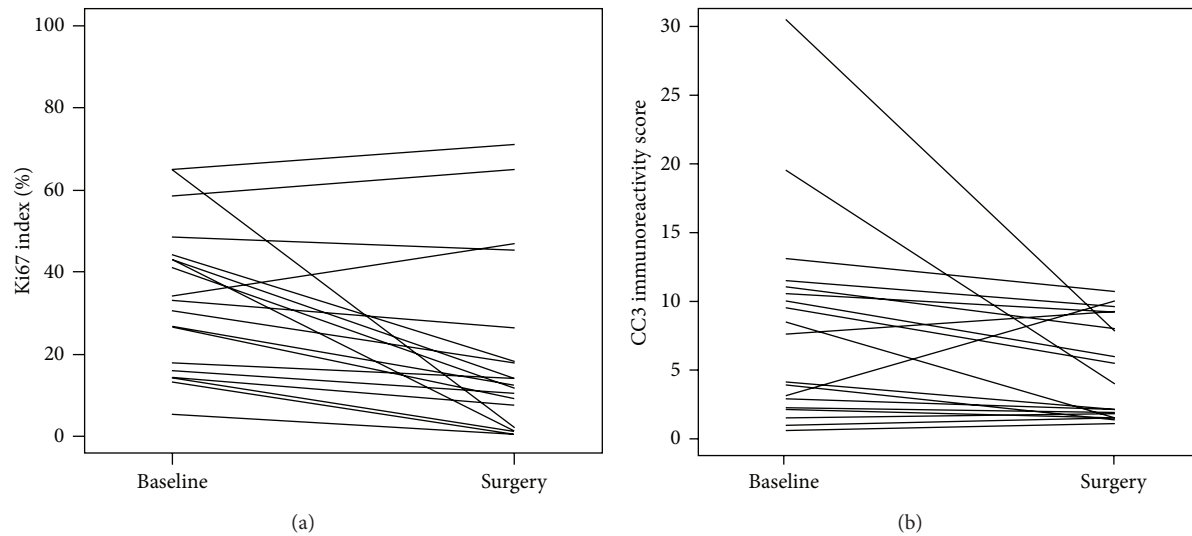 100
80
60
40
20
0
Ki67 index (%)
Baseline
Surgery
(a)
30
25
20
15
10
5
0
CC3 immunoreactivity score
Baseline
Surgery
(b)